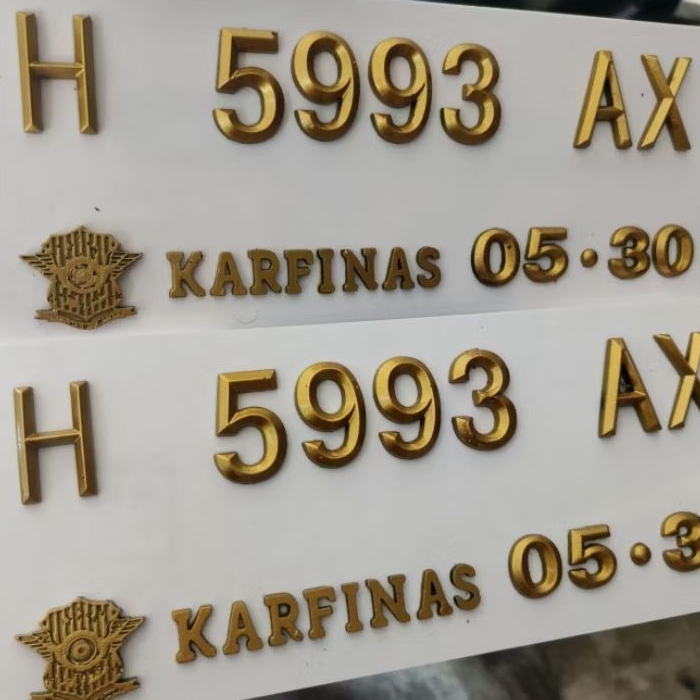 H 5993 AX
KARFINAS 05·30
H 5993 AX
KARFINAS 05·3